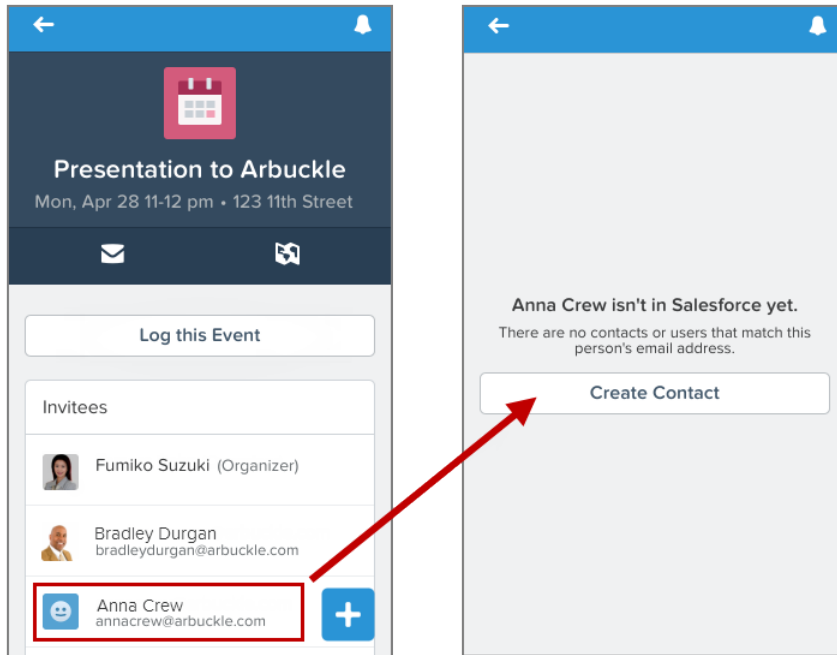 Presentation to Arbuckle
Mon, Apr 28 11-12 pm • 123 11th Street
Log this Event
Invitees
Fumiko Suzuki (Organizer)
Bradley Durgan
bradleydurgan@arbuckle.com
Anna Crew
annacrew@arbuckle.com
Anna Crew isn't in Salesforce yet.
There are no contacts or users that match this
person's email address.
Create Contact